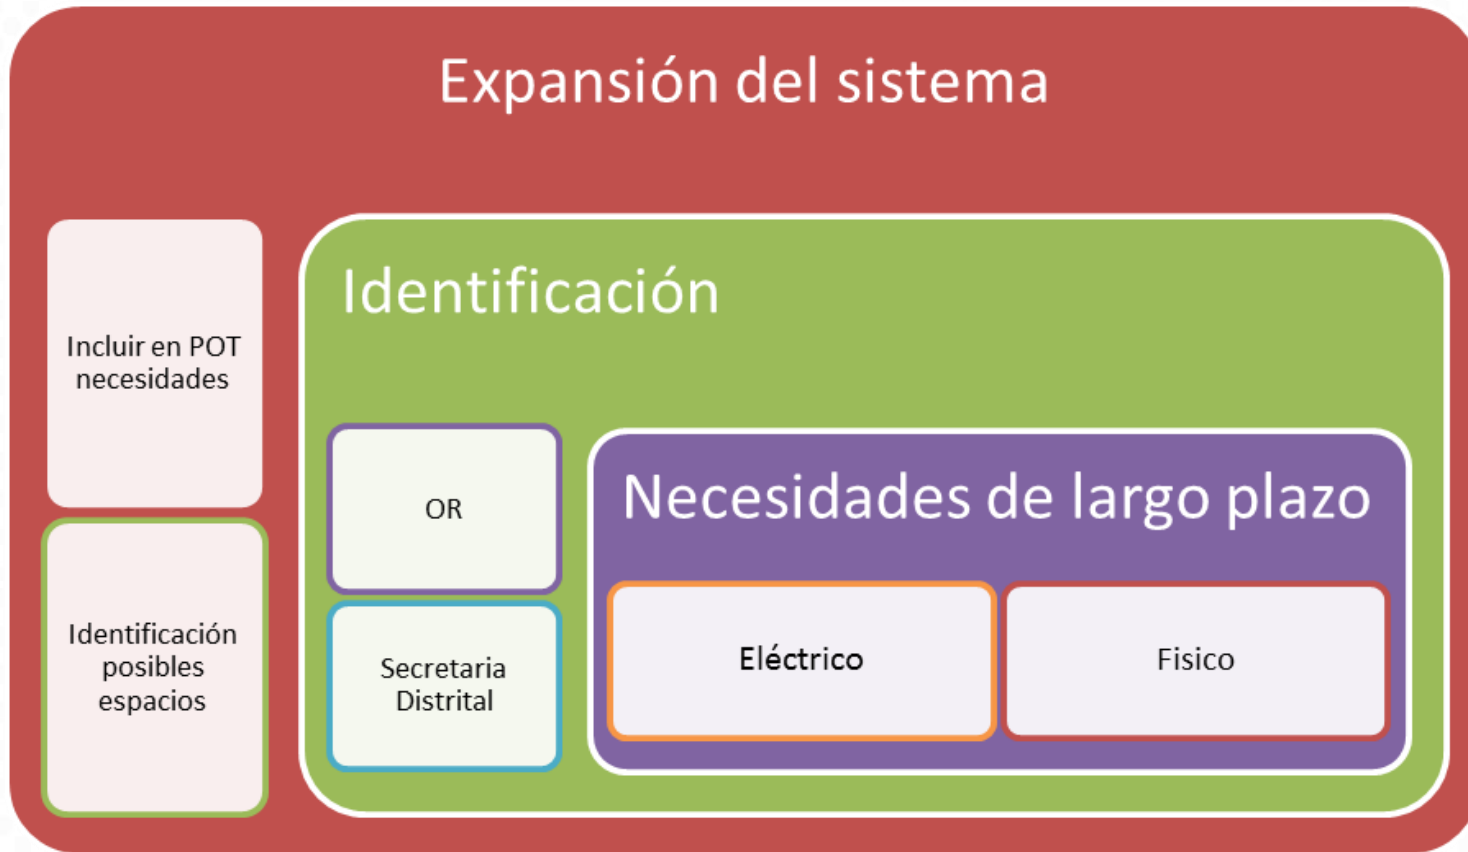 Expansión del sistema
Incluir en POT
necesidades
Identificación
posibles
espacios
Identificación
OR
Secretaria
Distrital
Necesidades de largo plazo
Eléctrico
Fisico